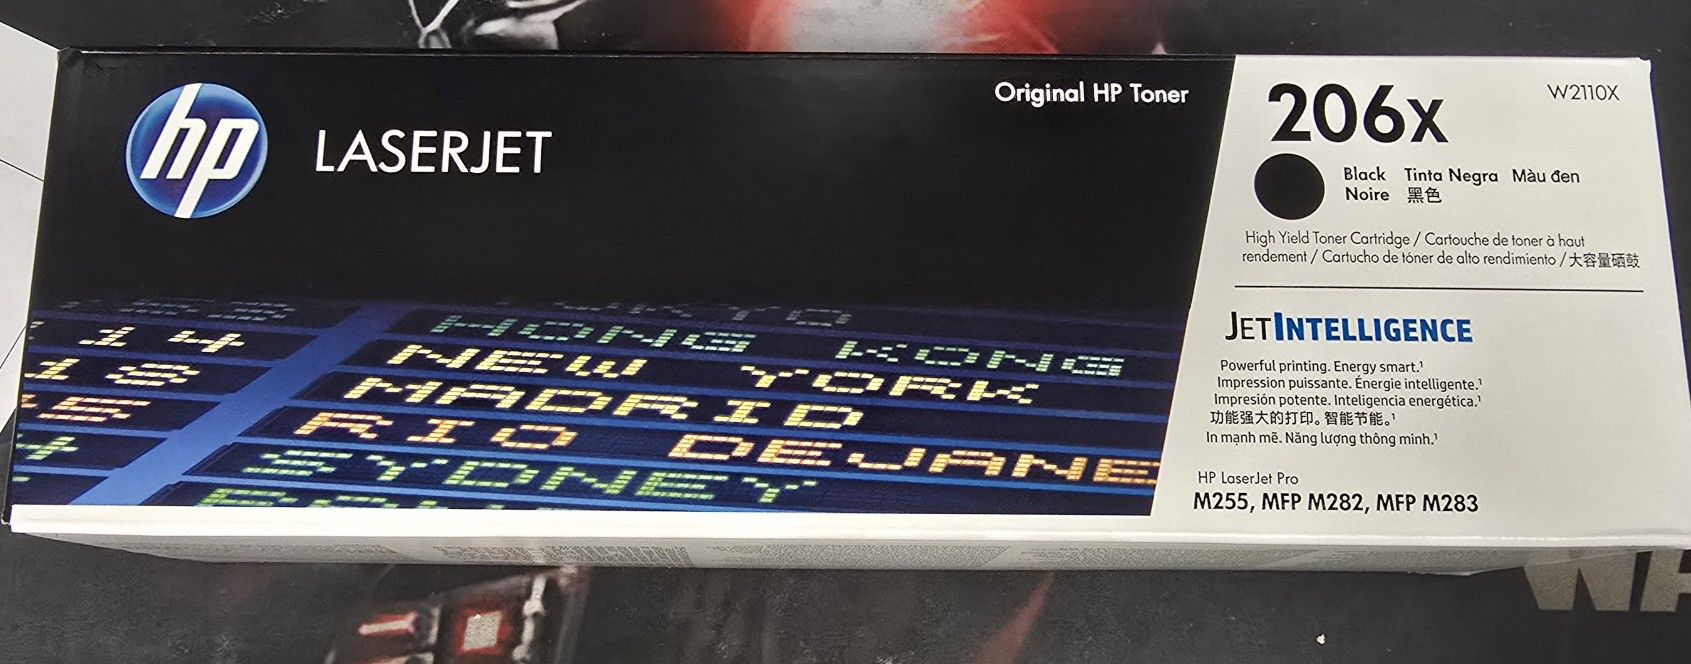 hp
LASERJET
Original HP Toner
206x
W2110X
Black Tinta Negra Màu đen
Noire 黑色
High Yield Toner Cartridge / Cartouche de toner à haut
rendement / Cartucho de tóner de alto rendimiento / 大容量硒鼓
JETINTELLIGENCE
Powerful printing. Energy smart.¹
Impression puissante. Énergie intelligente.¹
Impresión potente. Inteligencia energética.¹
功能强大的打印。智能节能。¹
In mạnh mẽ. Năng lượng thông minh.¹
HP LaserJet Pro
M255, MFP M282, MFP M283
14 HONG KONG
18 NEW YORK
45 MADRID
RIO DEJANE
SYDNEY